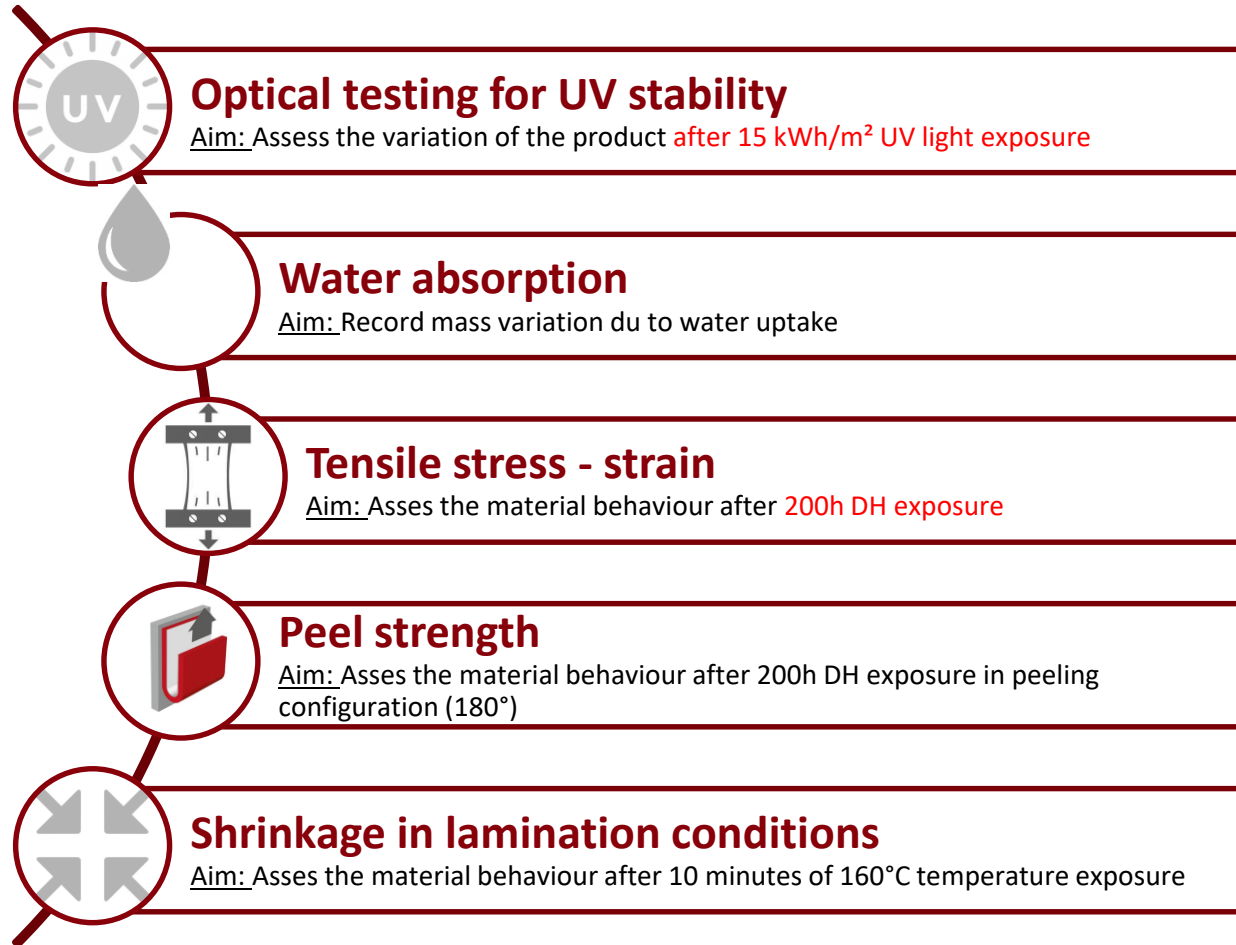 UV
Optical testing for UV stability
Aim: Assess the variation of the product after 15 kWh/m² UV light exposure
Water absorption
Aim: Record mass variation du to water uptake
Tensile stress - strain
Aim: Asses the material behaviour after 200h DH exposure
Peel strength
Aim: Asses the material behaviour after 200h DH exposure in peeling
configuration (180°)
Shrinkage in lamination conditions
Aim: Asses the material behaviour after 10 minutes of 160°C temperature exposure